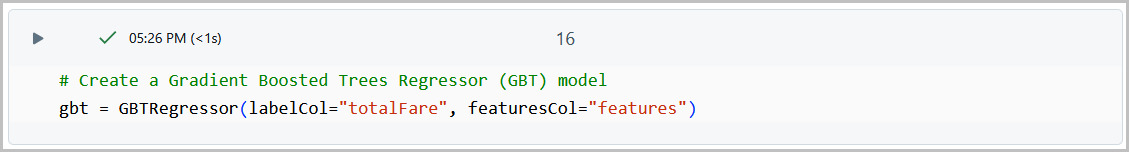 05:26 PM (<1s)
16
# Create a Gradient Boosted Trees Regressor (GBT) model
gbt = GBTRegressor(labelCol="totalFare", featuresCol="features")